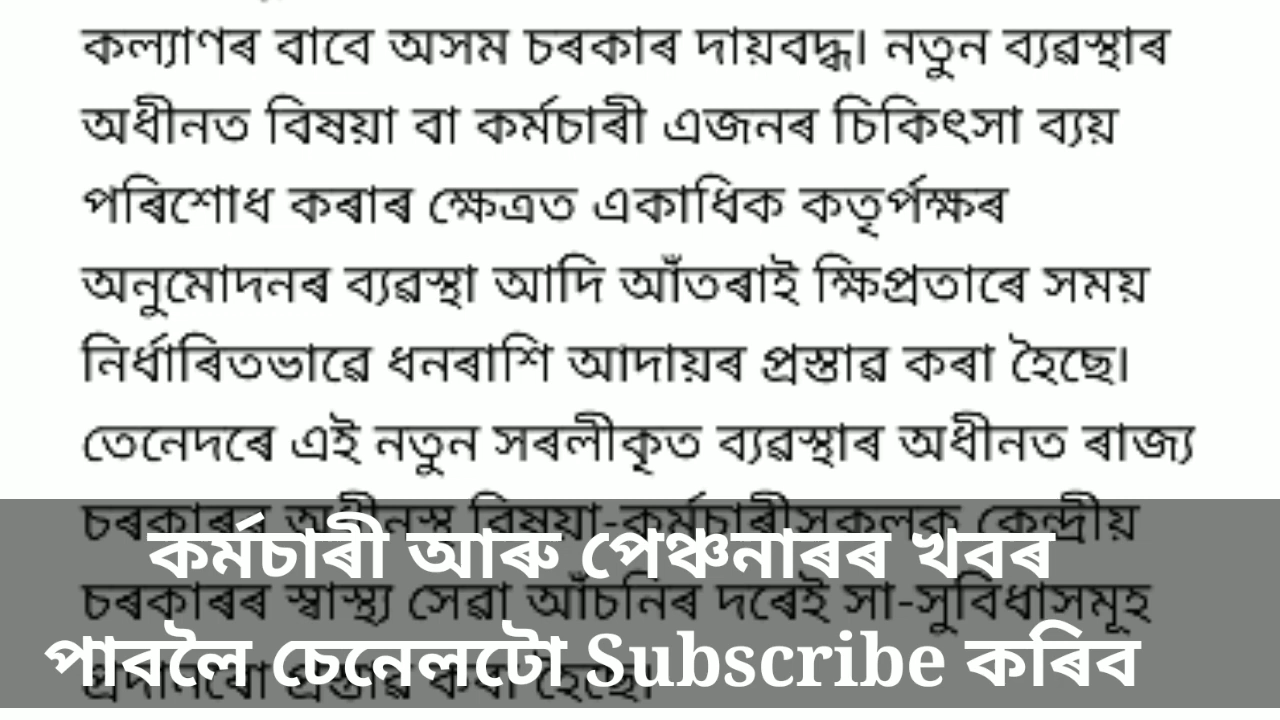 কল্যাণৰ বাবে অসম চৰকাৰ দায়বদ্ধ। নতুন ব্যৱস্থাৰ
অধীনত বিষয়া বা কৰ্মচাৰী এজনৰ চিকিৎসা ব্যয়
পৰিশোধ কৰাৰ ক্ষেত্ৰত একাধিক কতৃৰ্পক্ষৰ
অনুমোদনৰ ব্যৱস্থা আদি আঁতৰাই ক্ষিপ্ৰতাৰে সময়
নিৰ্ধাৰিতভাৱে ধনৰাশি আদায়ৰ প্ৰস্তাৱ কৰা হৈছে।
তেনেদৰে এই নতুন সৰলীকৃত ব্যৱস্থাৰ অধীনত ৰাজ্য
চৰকাৰৰ অধীনস্থ বিষয়া-কৰ্মচাৰীসকলক কেন্দ্ৰীয়
কৰ্মচাৰী আৰু পেঞ্চনাৰৰ খবৰ
চৰকাৰৰ স্বাস্থ্য সেৱা আঁচনিৰ দৰেই সা-সুবিধাসমূহ
পাবলৈ চেনেলটো Subscribe কৰিব
প্ৰস্তাৱ কৰা হৈছে।